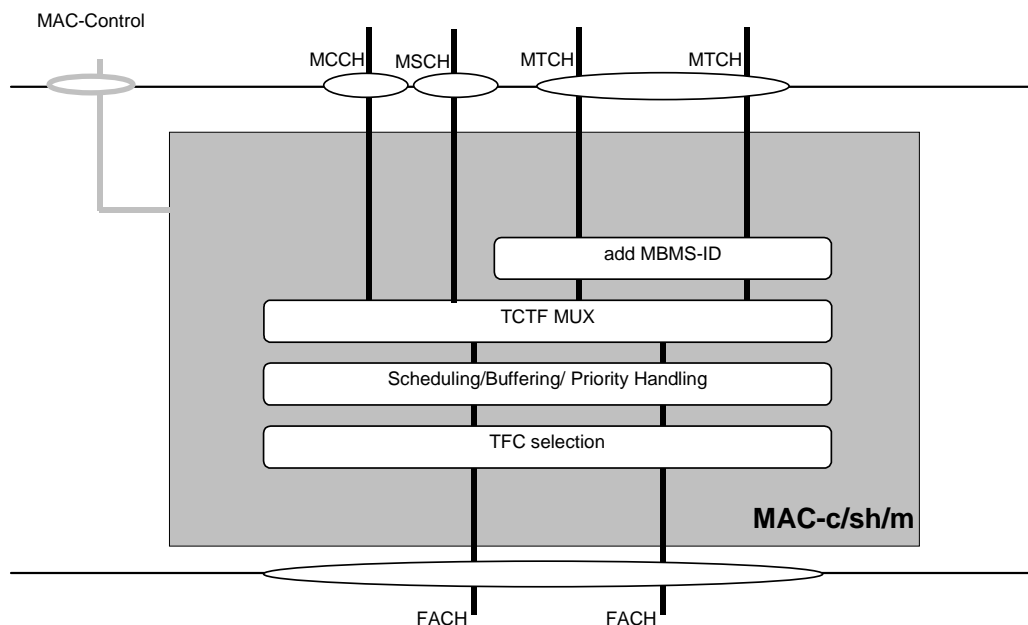 MAC-Control
MCCH
MSCH
MTCH
MTCH
add MBMS-ID
TCTF MUX
Scheduling/Buffering/ Priority Handling
TFC selection
MAC-c/sh/m
FACH
FACH